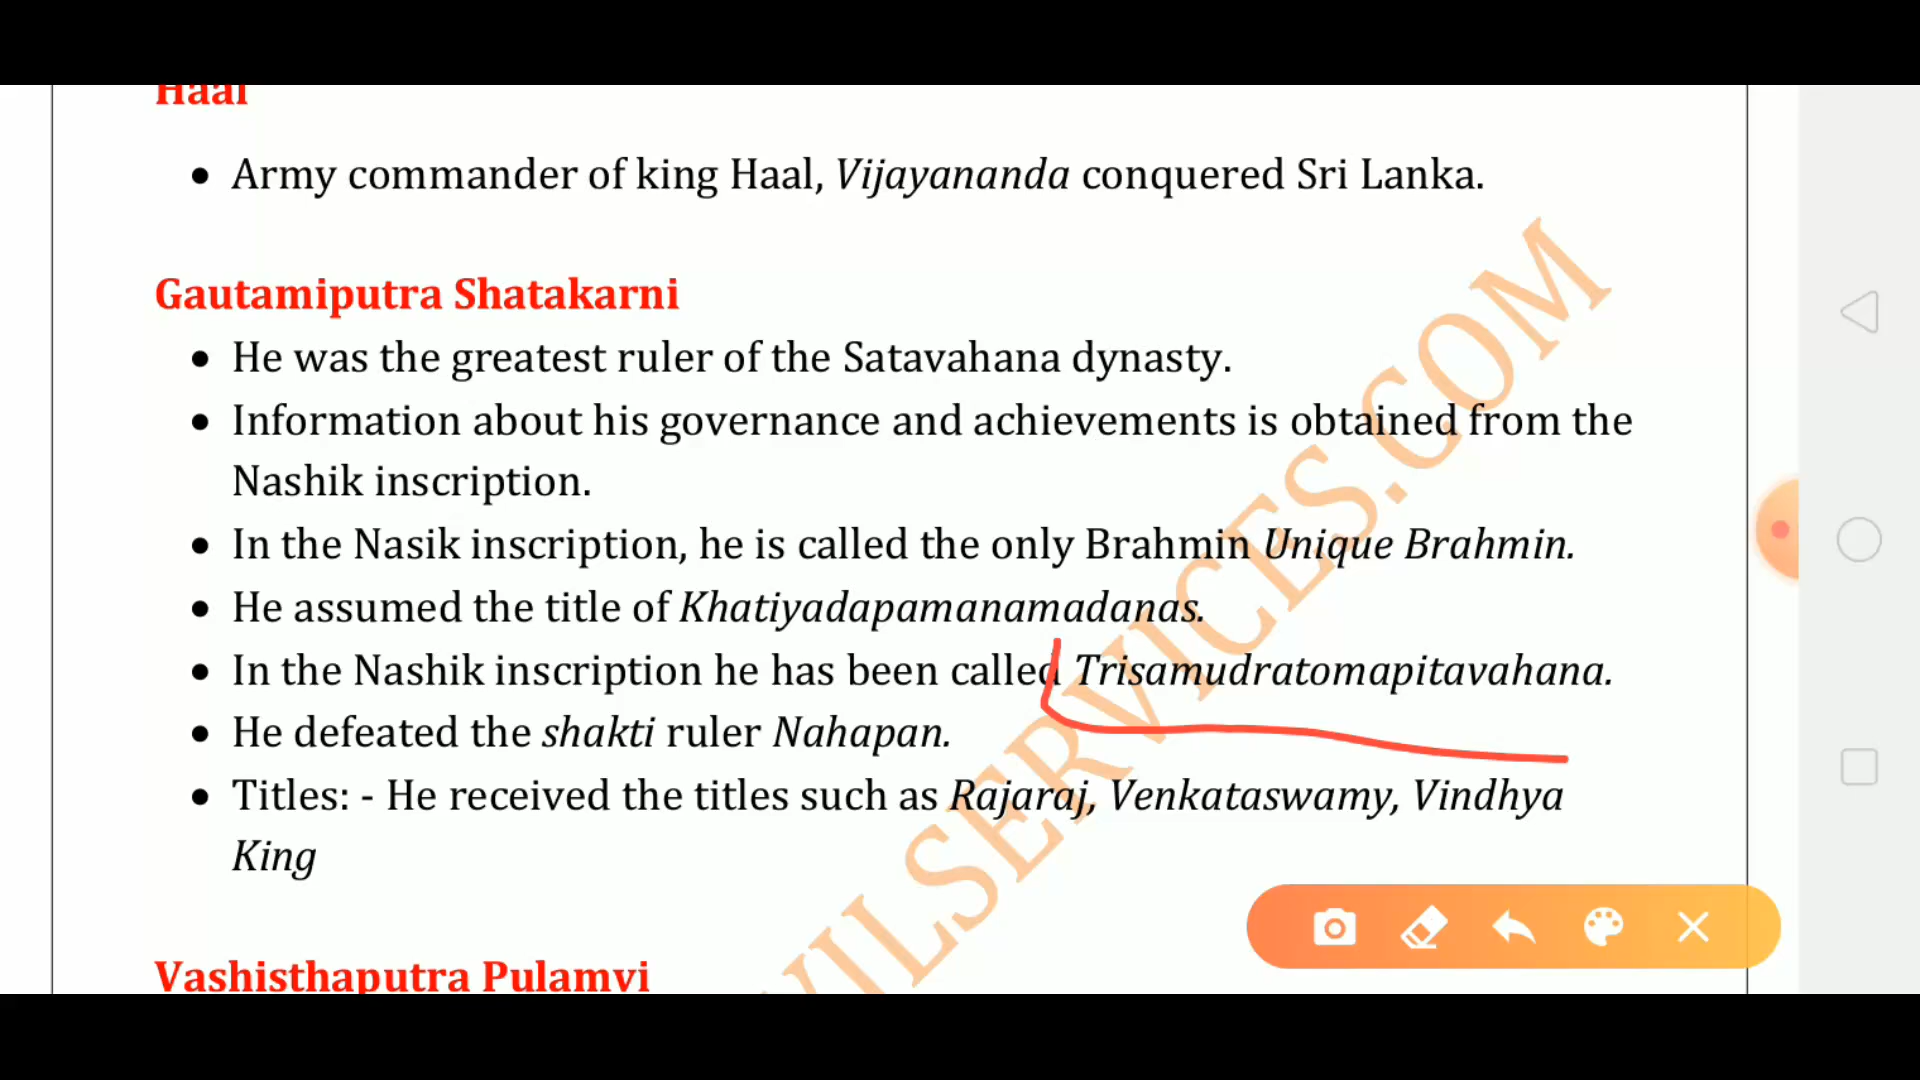 Haal
• Army commander of king Haal, Vijayananda conquered Sri Lanka.
Gautamiputra Shatakarni
• He was the greatest ruler of the Satavahana dynasty.
• Information about his governance and achievements is obtained from the
Nashik inscription.
• In the Nasik inscription, he is called the only Brahmin Unique Brahmin.
• He assumed the title of Khatiyadapamanamadanas.
• In the Nashik inscription he has been called Trisamudratomapitavahana.
• He defeated the shakti ruler Nahapan.
• Titles: - He received the titles such as Rajaraj, Venkataswamy, Vindhya
King
Vashisthaputra Pulamvi
VILSERVICES.COM